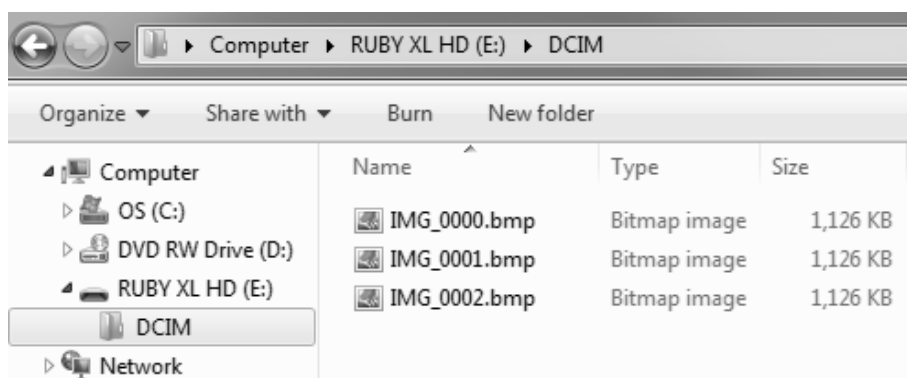 Computer RUBY XL HD (E:) DCIM
Organize Share with Burn New folder
Computer
OS (C:)
DVD RW Drive (D:)
RUBY XL HD (E:)
DCIM
Network
Name Type Size
IMG_0000.bmp Bitmap image 1,126 KB
IMG_0001.bmp Bitmap image 1,126 KB
IMG_0002.bmp Bitmap image 1,126 KB